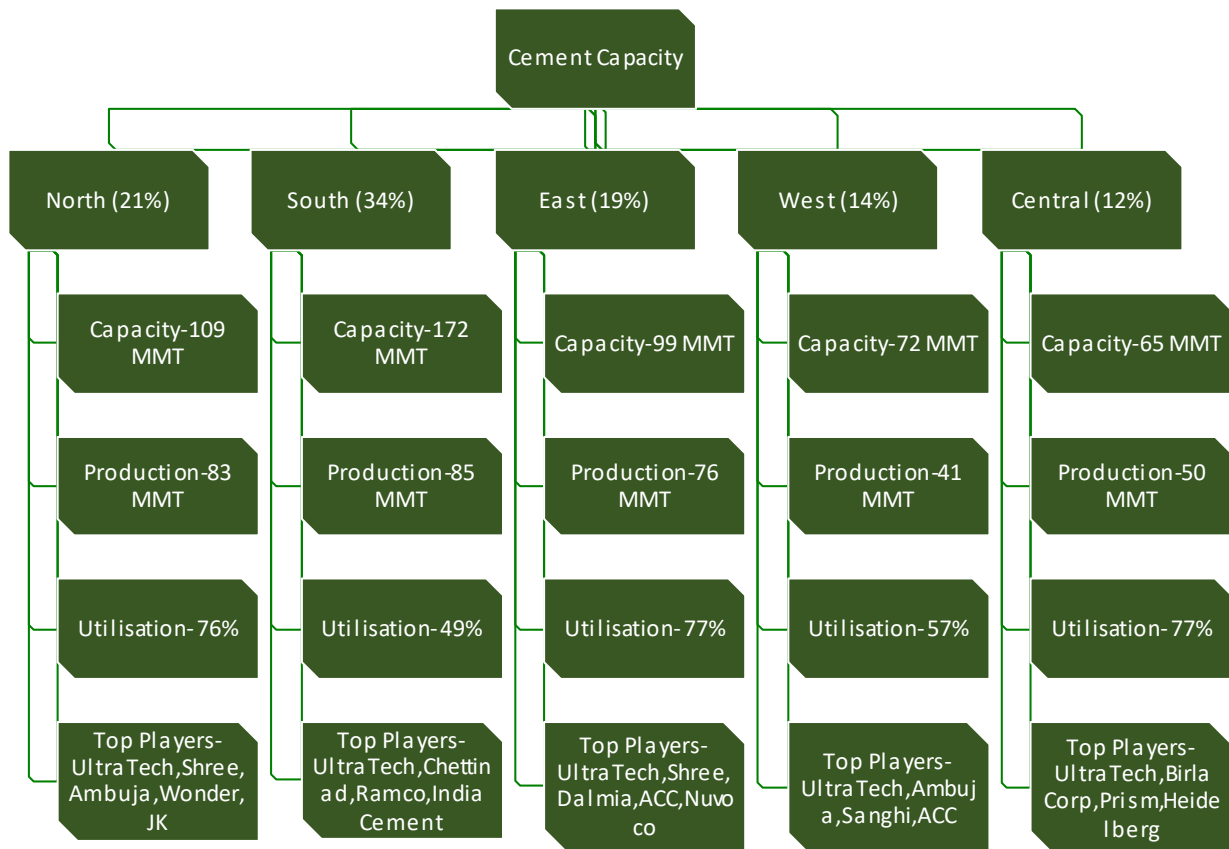 Cement Capacity
North (21%)
South (34%)
East (19%)
West (14%)
Central (12%)
Capacity-109
MMT
Capacity-172
MMT
Capacity-99 MMT
Capacity-72 MMT
Capacity-65 MMT
Production-83
MMT
Production-85
MMT
Production-76
MMT
Production-41
MMT
Production-50
MMT
Utilisation-76%
Utilisation-49%
Utilisation-77%
Utilisation-57%
Utilisation-77%
Top Players-
UltraTech,Shree,
Ambuja,Wonder,
JK
Top Players-
UltraTech,Chettin
ad,Ramco,India
Cement
Top Players-
UltraTech,Shree,
Dalmia,ACC,Nuvo
co
Top Players-
UltraTech,Ambuj
a,Sanghi,ACC
Top Players-
UltraTech,Birla
Corp,Prism,Heide
lberg